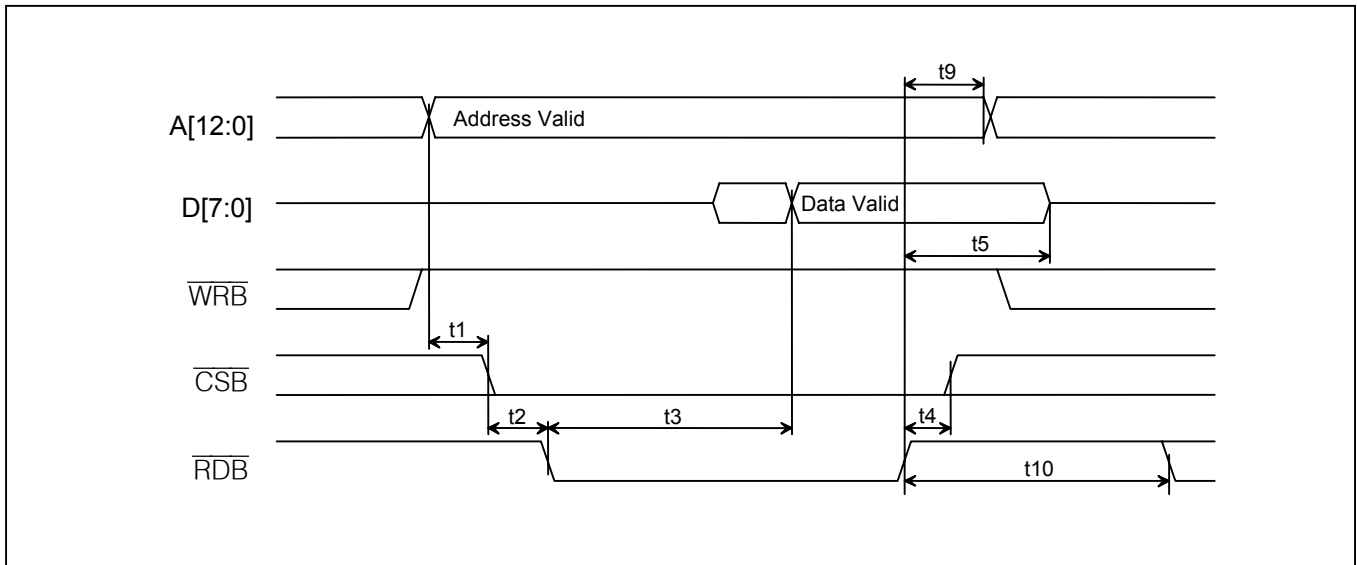 t9
A[12:0]
Address Valid
D[7:0]
Data Valid
t5
WRB
t1
CSB
t2
t3
t4
RDB
t10